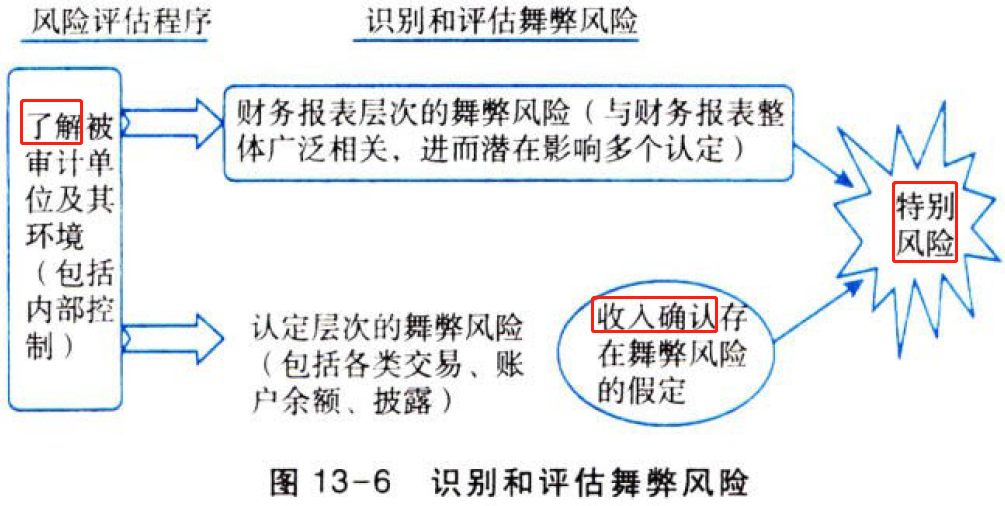 风险评估程序
识别和评估舞弊风险
了解被
审计单
位及其
环境
（包括
内部控
制）
财务报表层次的舞弊风险（与财务报表整
体广泛相关，进而潜在影响多个认定）
认定层次的舞弊风险
（包括各类交易、账
户余额、披露）
收入确认存
在舞弊风险
的假定
特别
风险
图 13-6 识别和评估舞弊风险